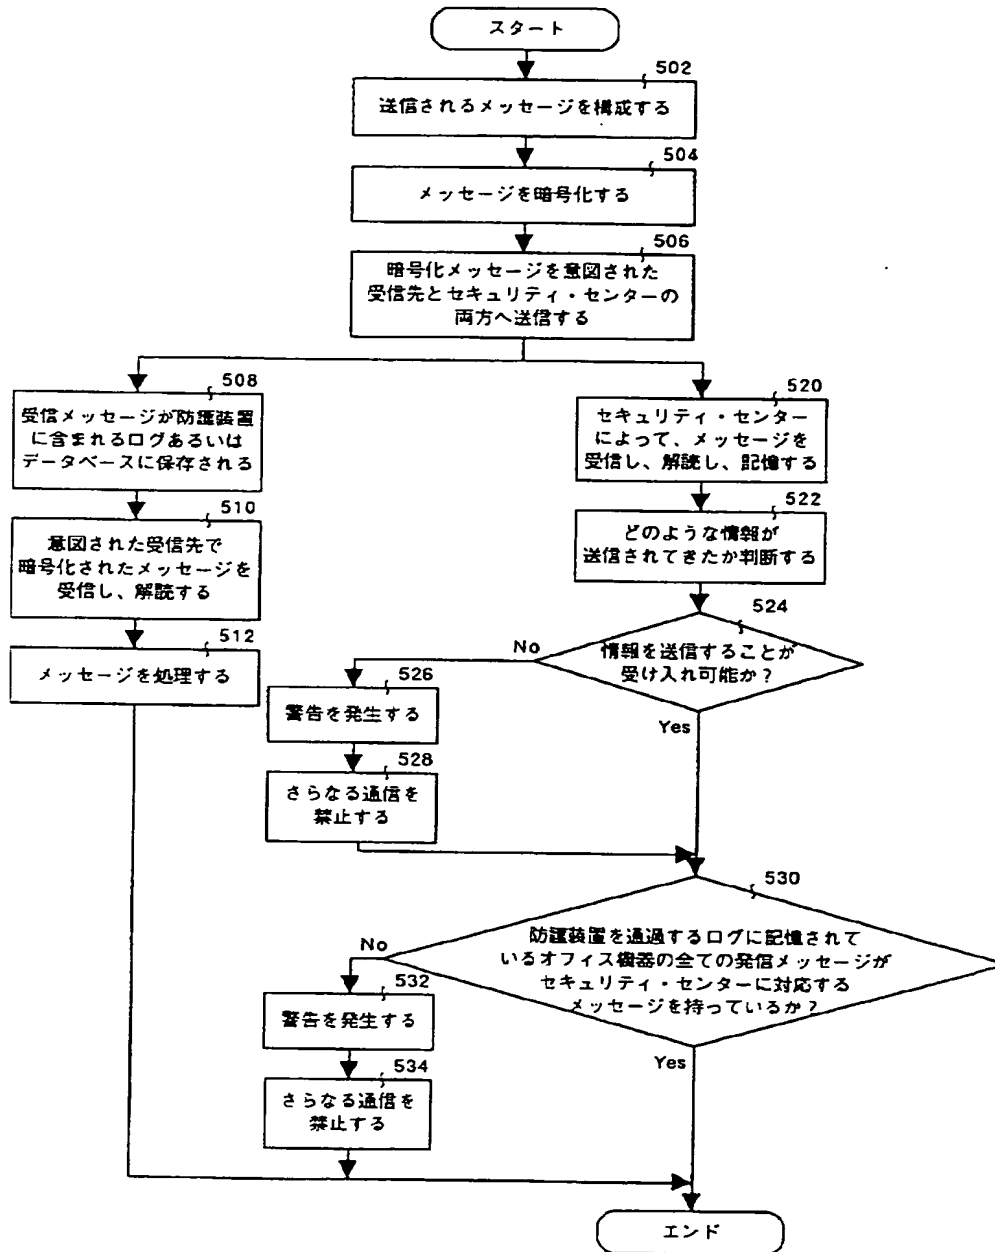 スタート
502
送信されるメッセージを構成する
504
メッセージを暗号化する
506
暗号化メッセージを意図された
受信先とセキュリティ・センターの
両方へ送信する
508
受信メッセージが防護装置
に含まれるログあるいは
データベースに保存される
510
意図された受信先で
暗号化されたメッセージを
受信し、解読する
512
メッセージを処理する
520
セキュリティ・センター
によって、メッセージを
受信し、解読し、記憶する
522
どのような情報が
送信されてきたか判断する
524
情報を送信することが
受け入れ可能か？
No
Yes
526
警告を発生する
528
さらなる通信を
禁止する
530
防護装置を通過するログに記憶されて
いるオフィス機器の全ての発信メッセージが
セキュリティ・センターに対応する
メッセージを持っているか？
No
Yes
532
警告を発生する
534
さらなる通信を
禁止する
エンド